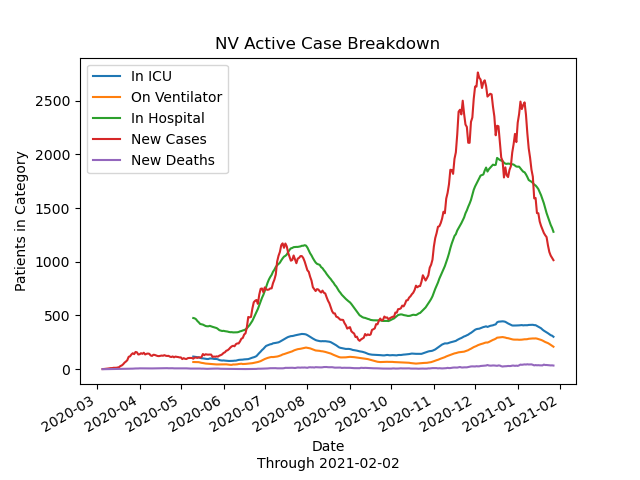 NV Active Case Breakdown
In ICU
On Ventilator
In Hospital
New Cases
New Deaths
Patients in Category
2500
2000
1500
1000
500
0
2020-03
2020-04
2020-05
2020-06
2020-07
2020-08
2020-09
2020-10
2020-11
2020-12
2021-01
2021-02
Date
Through 2021-02-02